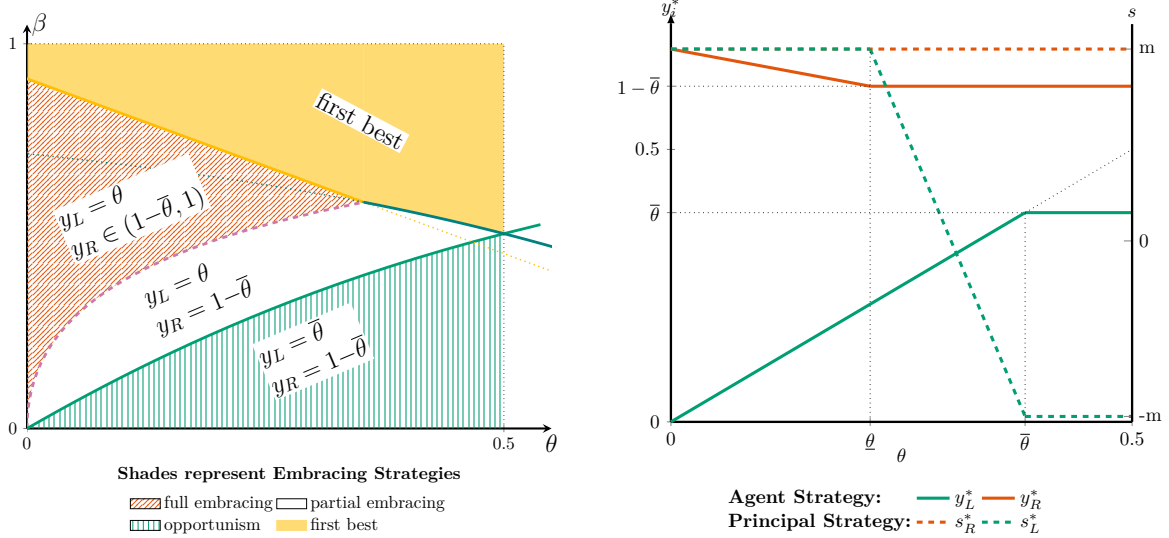 β
1
first best
y_L = θ
y_R ∈ (1−θ̅, 1)
y_L = θ
y_R = 1−θ̅
y_L = θ̅
y_R = 1−θ̅
0
0
0.5
θ
Shades represent Embracing Strategies
full embracing
partial embracing
opportunism
first best
y_i^*
s
m
1 − θ̅
0.5
θ̅
0
0
-m
0
θ̲
θ
θ̅
0.5
Agent Strategy: y_L^* y_R^*
Principal Strategy: s_R^* s_L^*